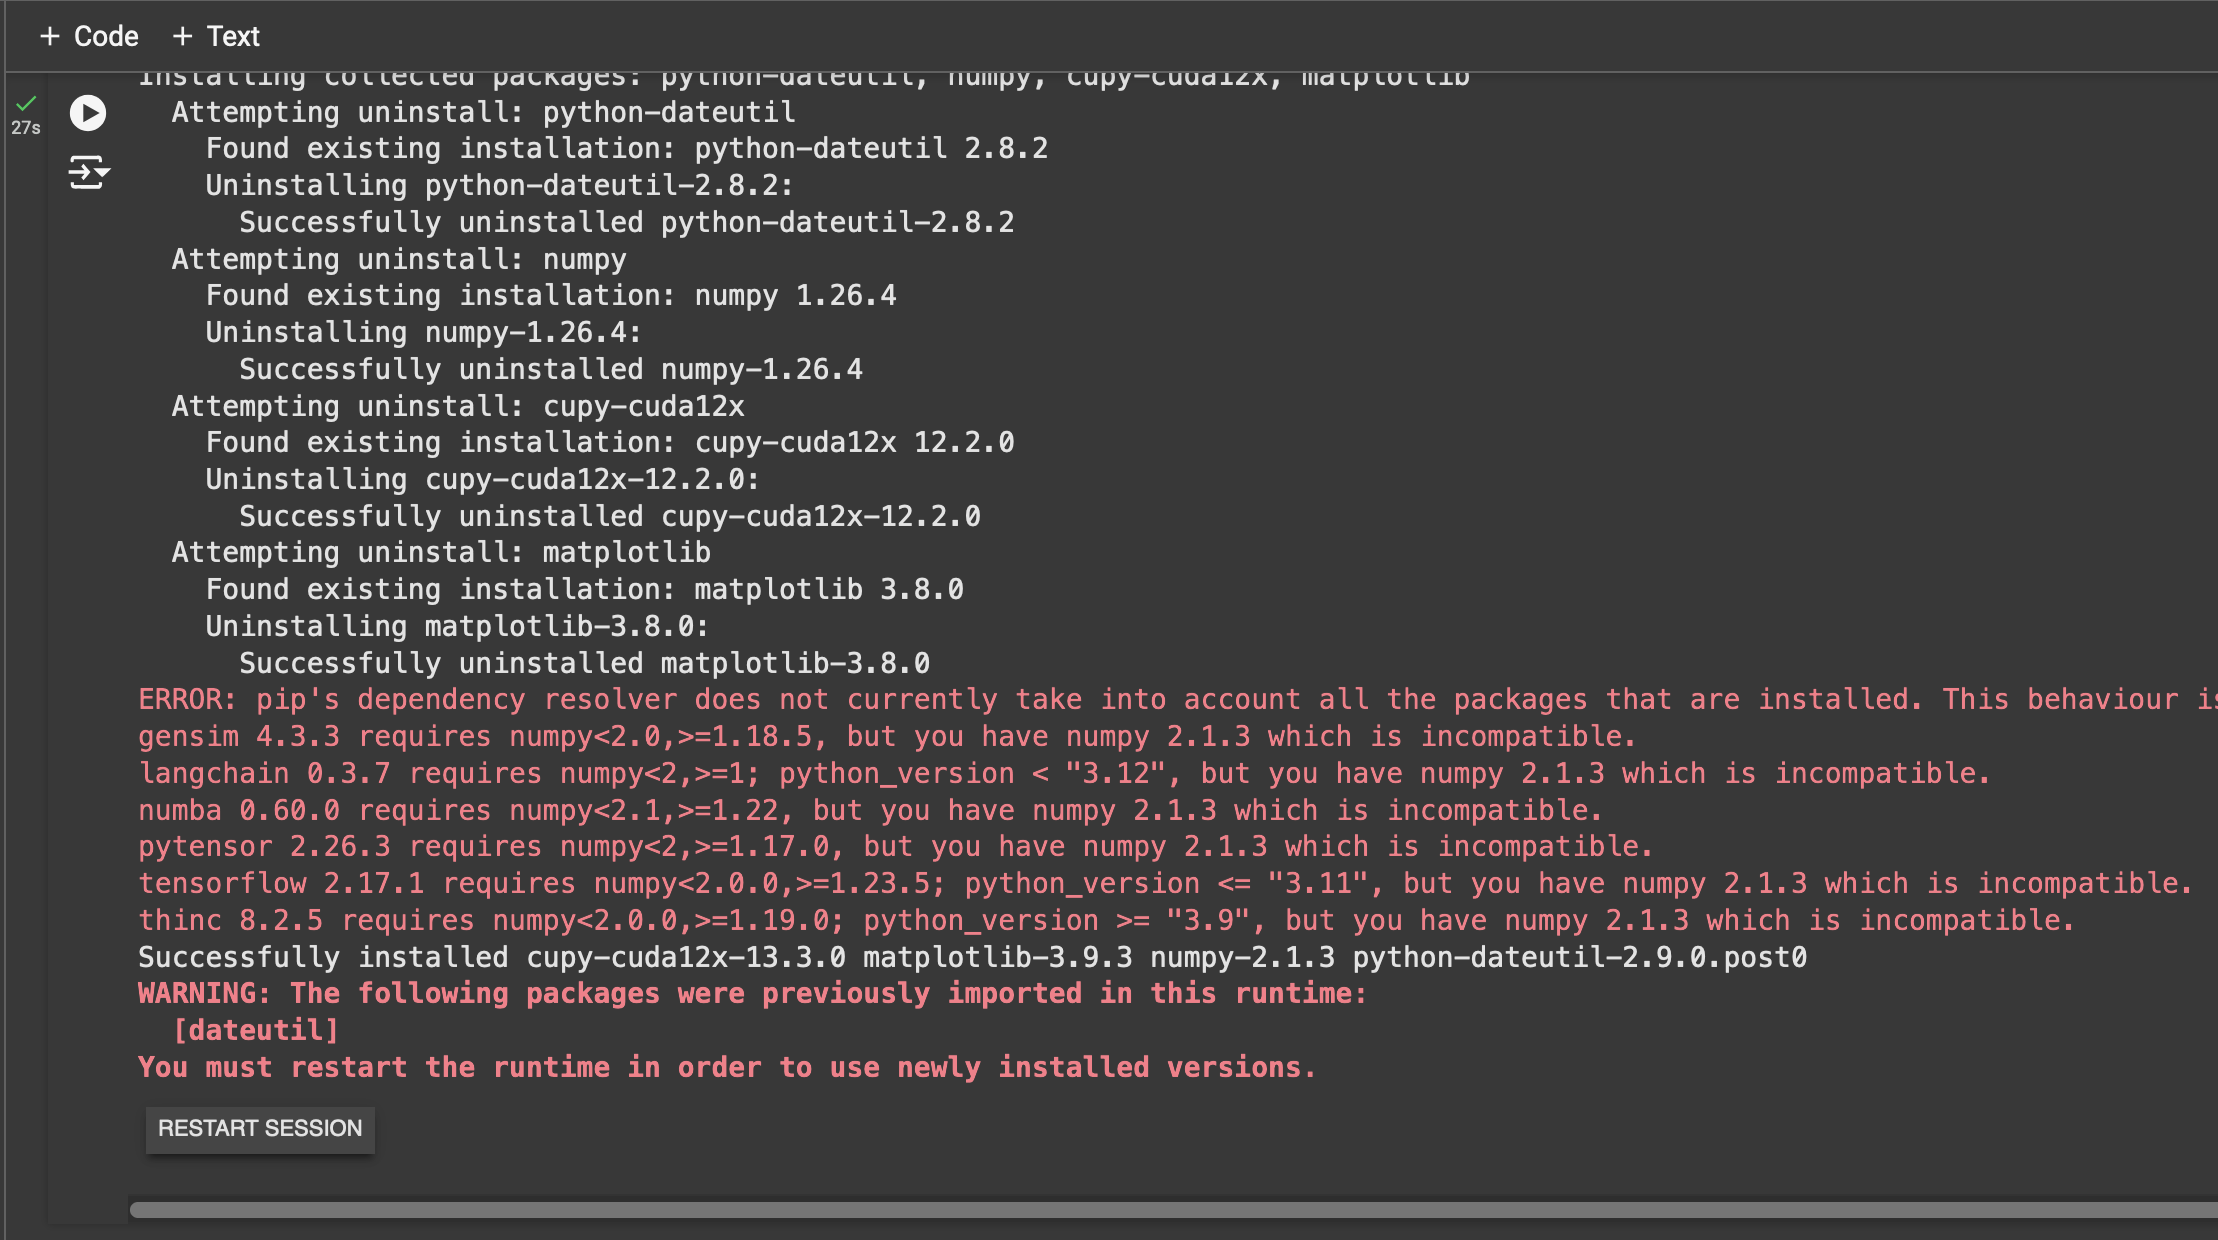 + Code + Text
Installing collected packages: python-dateutil, numpy, cupy-cuda12x, matplotlib
27s
Attempting uninstall: python-dateutil
Found existing installation: python-dateutil 2.8.2
Uninstalling python-dateutil-2.8.2:
Successfully uninstalled python-dateutil-2.8.2
Attempting uninstall: numpy
Found existing installation: numpy 1.26.4
Uninstalling numpy-1.26.4:
Successfully uninstalled numpy-1.26.4
Attempting uninstall: cupy-cuda12x
Found existing installation: cupy-cuda12x 12.2.0
Uninstalling cupy-cuda12x-12.2.0:
Successfully uninstalled cupy-cuda12x-12.2.0
Attempting uninstall: matplotlib
Found existing installation: matplotlib 3.8.0
Uninstalling matplotlib-3.8.0:
Successfully uninstalled matplotlib-3.8.0
ERROR: pip's dependency resolver does not currently take into account all the packages that are installed. This behaviour is
gensim 4.3.3 requires numpy<2.0,>=1.18.5, but you have numpy 2.1.3 which is incompatible.
langchain 0.3.7 requires numpy<2,>=1; python_version < "3.12", but you have numpy 2.1.3 which is incompatible.
numba 0.60.0 requires numpy<2.1,>=1.22, but you have numpy 2.1.3 which is incompatible.
pytensor 2.26.3 requires numpy<2,>=1.17.0, but you have numpy 2.1.3 which is incompatible.
tensorflow 2.17.1 requires numpy<2.0.0,>=1.23.5; python_version <= "3.11", but you have numpy 2.1.3 which is incompatible.
thinc 8.2.5 requires numpy<2.0.0,>=1.19.0; python_version >= "3.9", but you have numpy 2.1.3 which is incompatible.
Successfully installed cupy-cuda12x-13.3.0 matplotlib-3.9.3 numpy-2.1.3 python-dateutil-2.9.0.post0
WARNING: The following packages were previously imported in this runtime:
[dateutil]
You must restart the runtime in order to use newly installed versions.
RESTART SESSION